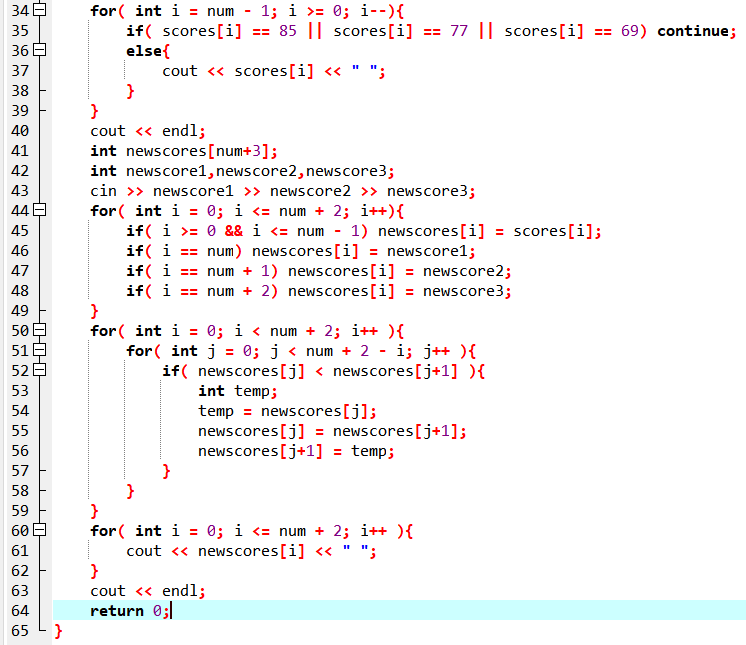 34 for( int i = num - 1; i >= 0; i--){
35 if( scores[i] == 85 || scores[i] == 77 || scores[i] == 69) continue;
36 else{
37 cout << scores[i] << " ";
38 }
39 }
40 cout << endl;
41 int newscores[num+3];
42 int newscore1,newscore2,newscore3;
43 cin >> newscore1 >> newscore2 >> newscore3;
44 for( int i = 0; i <= num + 2; i++){
45 if( i >= 0 && i <= num - 1) newscores[i] = scores[i];
46 if( i == num) newscores[i] = newscore1;
47 if( i == num + 1) newscores[i] = newscore2;
48 if( i == num + 2) newscores[i] = newscore3;
49 }
50 for( int i = 0; i < num + 2; i++ ){
51 for( int j = 0; j < num + 2 - i; j++ ){
52 if( newscores[j] < newscores[j+1] ){
53 int temp;
54 temp = newscores[j];
55 newscores[j] = newscores[j+1];
56 newscores[j+1] = temp;
57 }
58 }
59 }
60 for( int i = 0; i <= num + 2; i++ ){
61 cout << newscores[i] << " ";
62 }
63 cout << endl;
64 return 0;
65 }